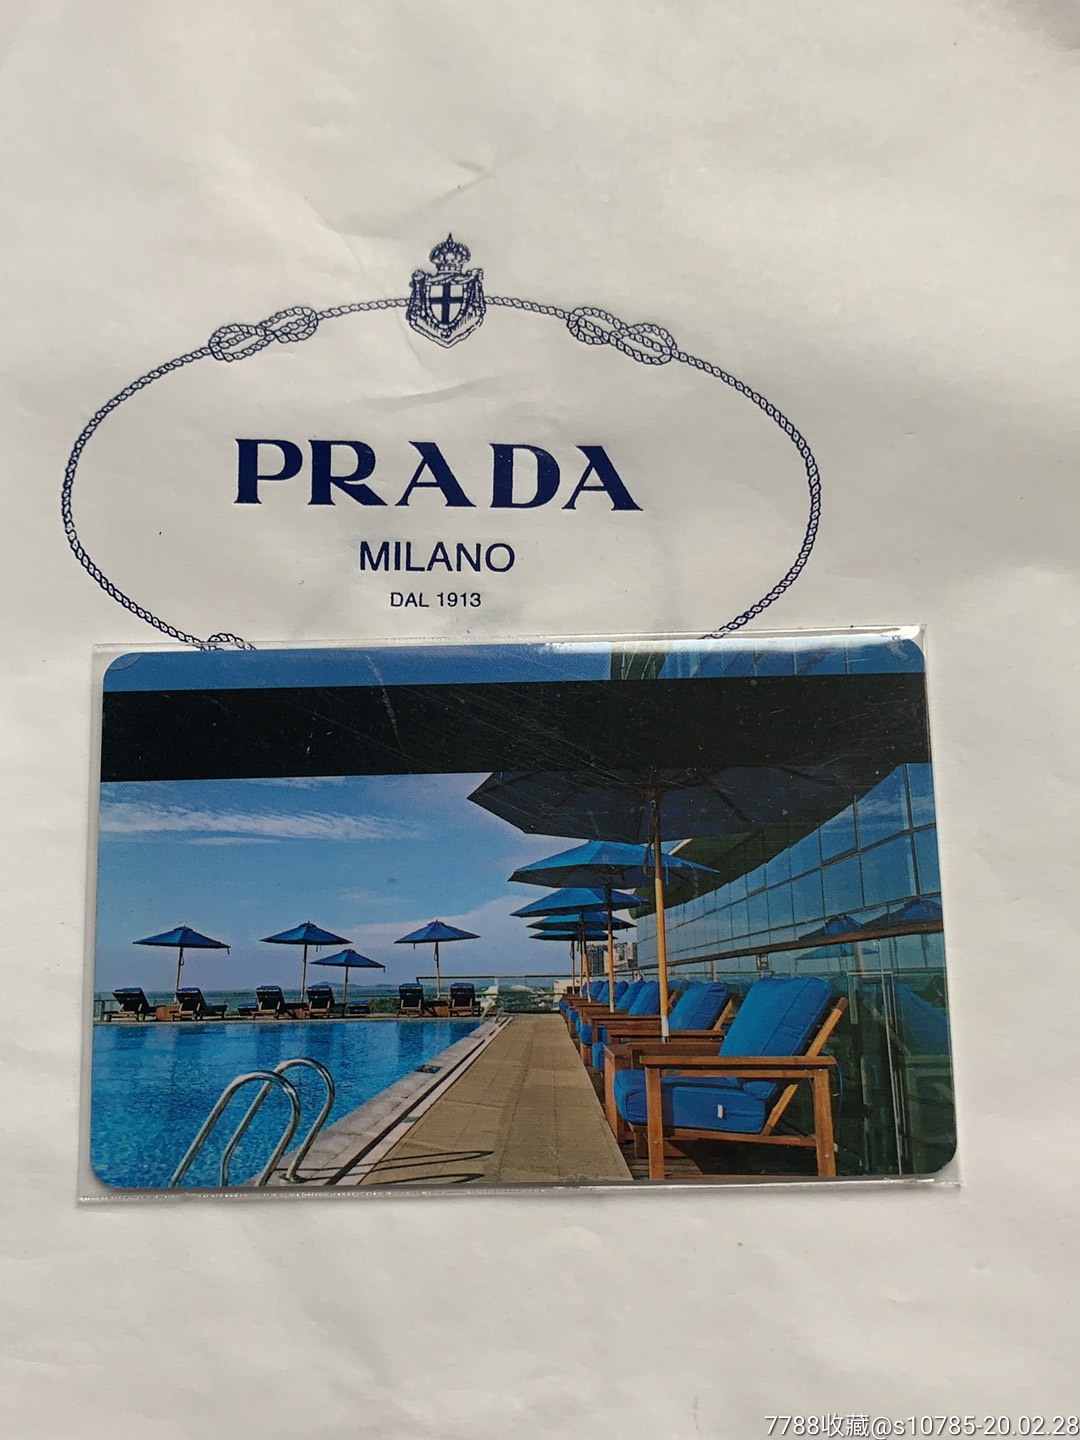 PRADA
MILANO
DAL 1913
7788收藏@s10785-20.02.28